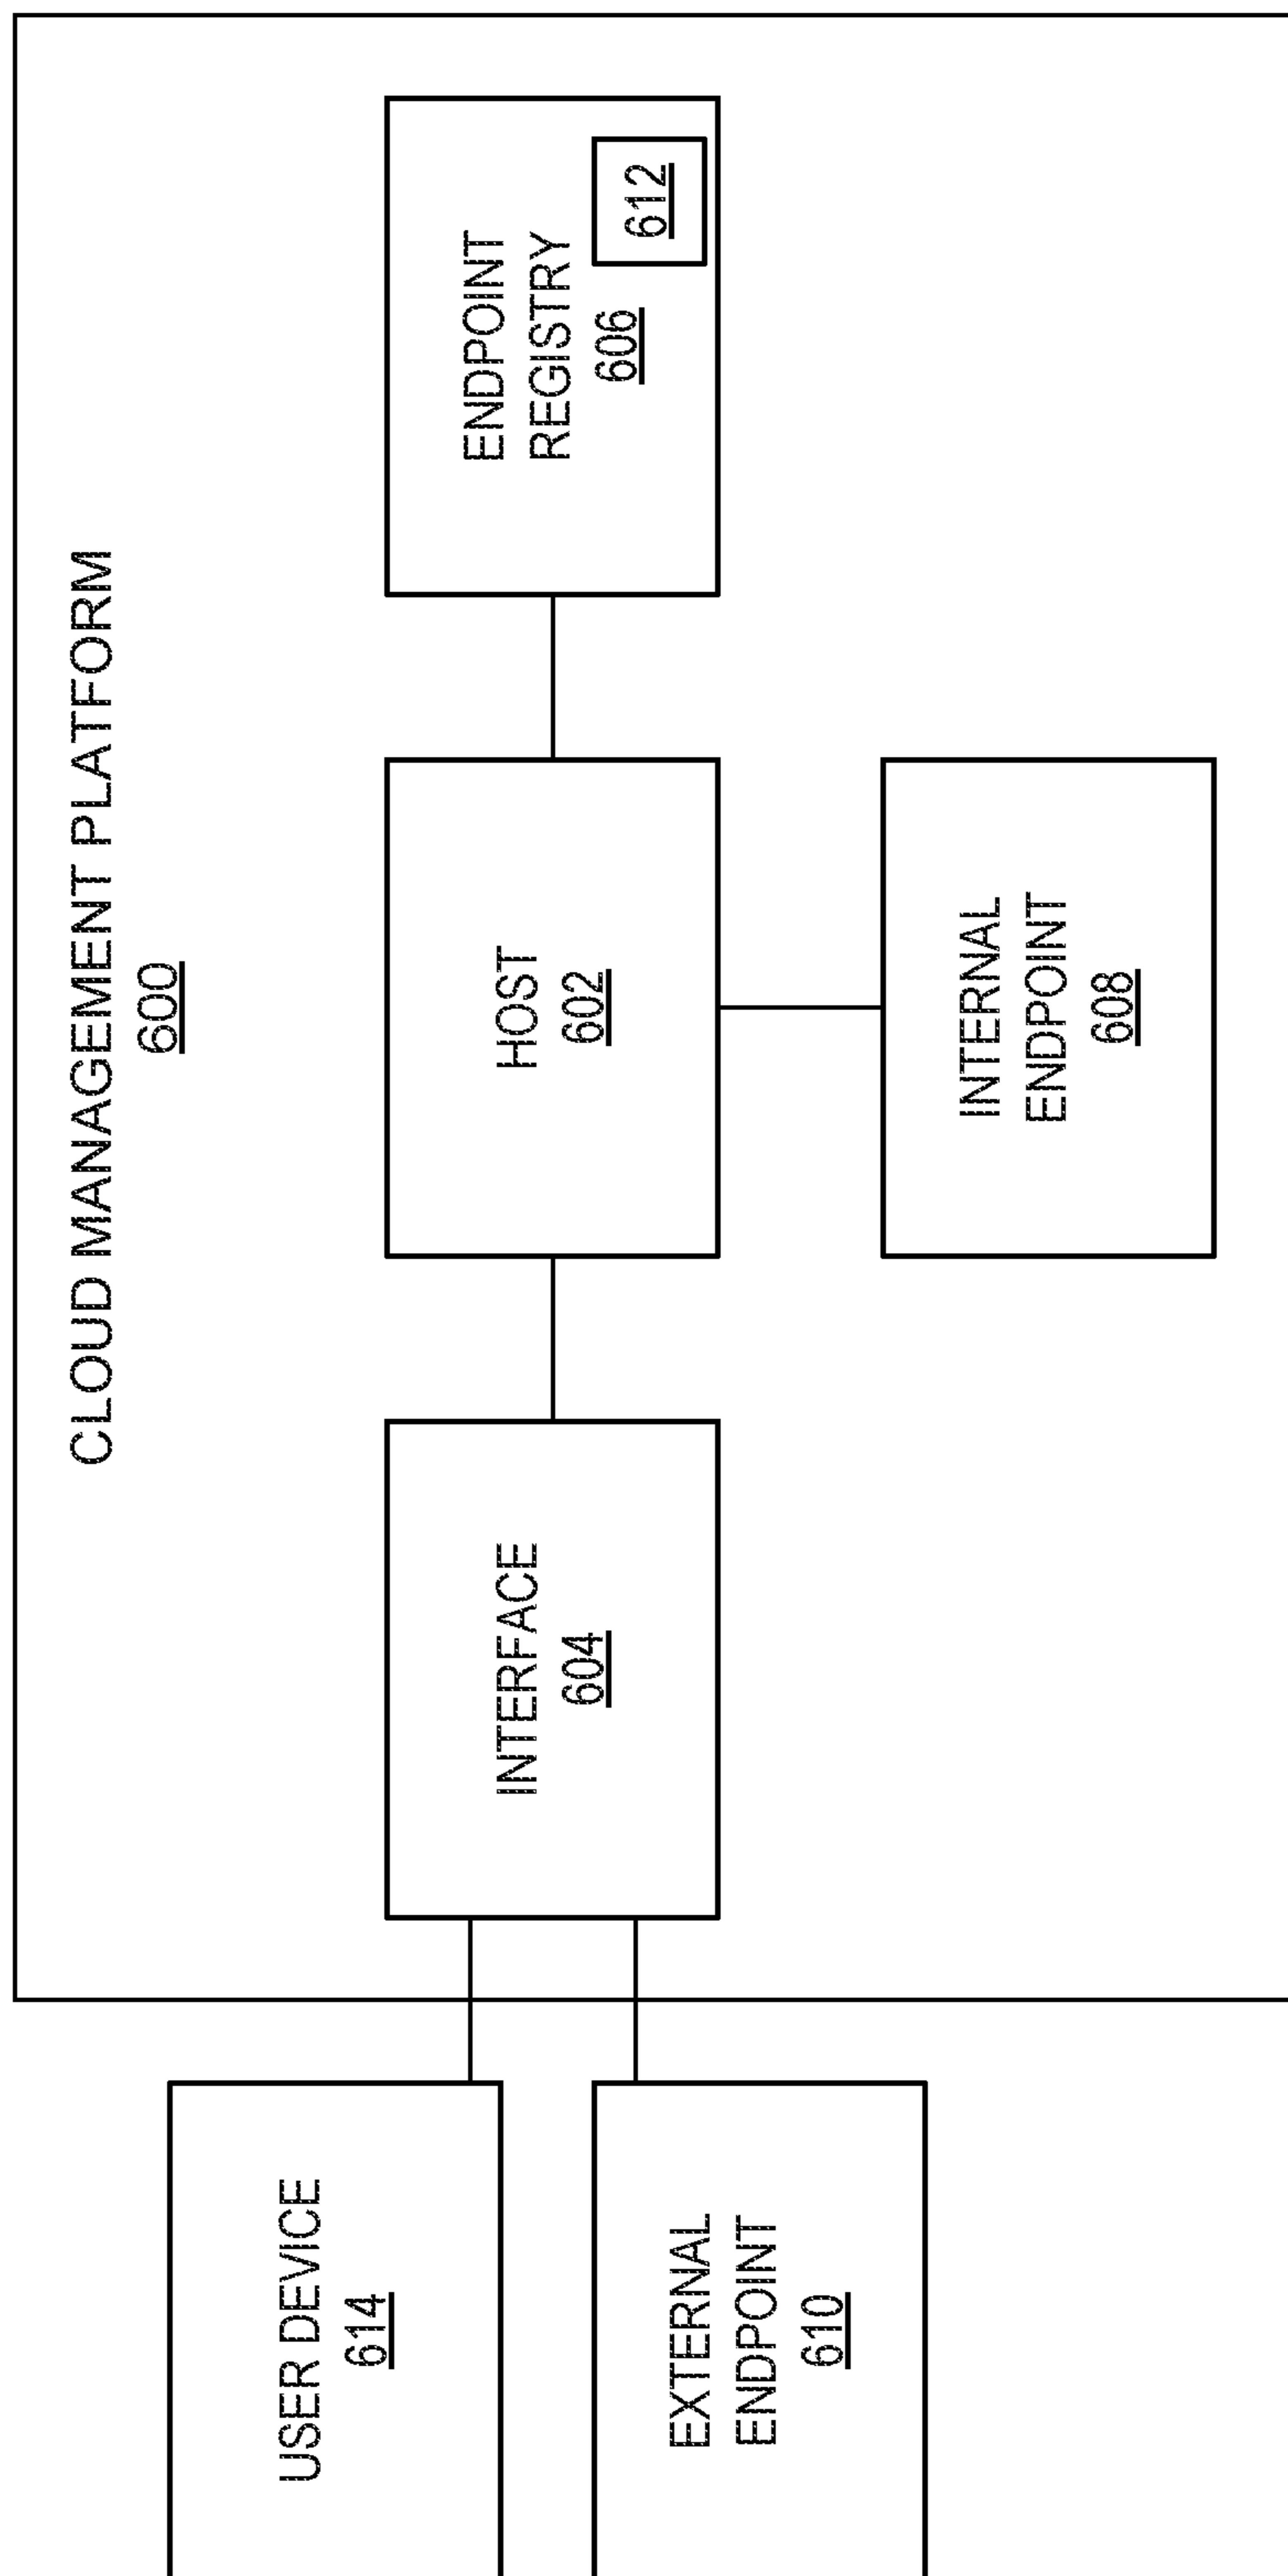 CLOUD MANAGEMENT PLATFORM
600
USER DEVICE
614
EXTERNAL
ENDPOINT
610
INTERFACE
604
HOST
602
ENDPOINT
REGISTRY
606
612
INTERNAL
ENDPOINT
608